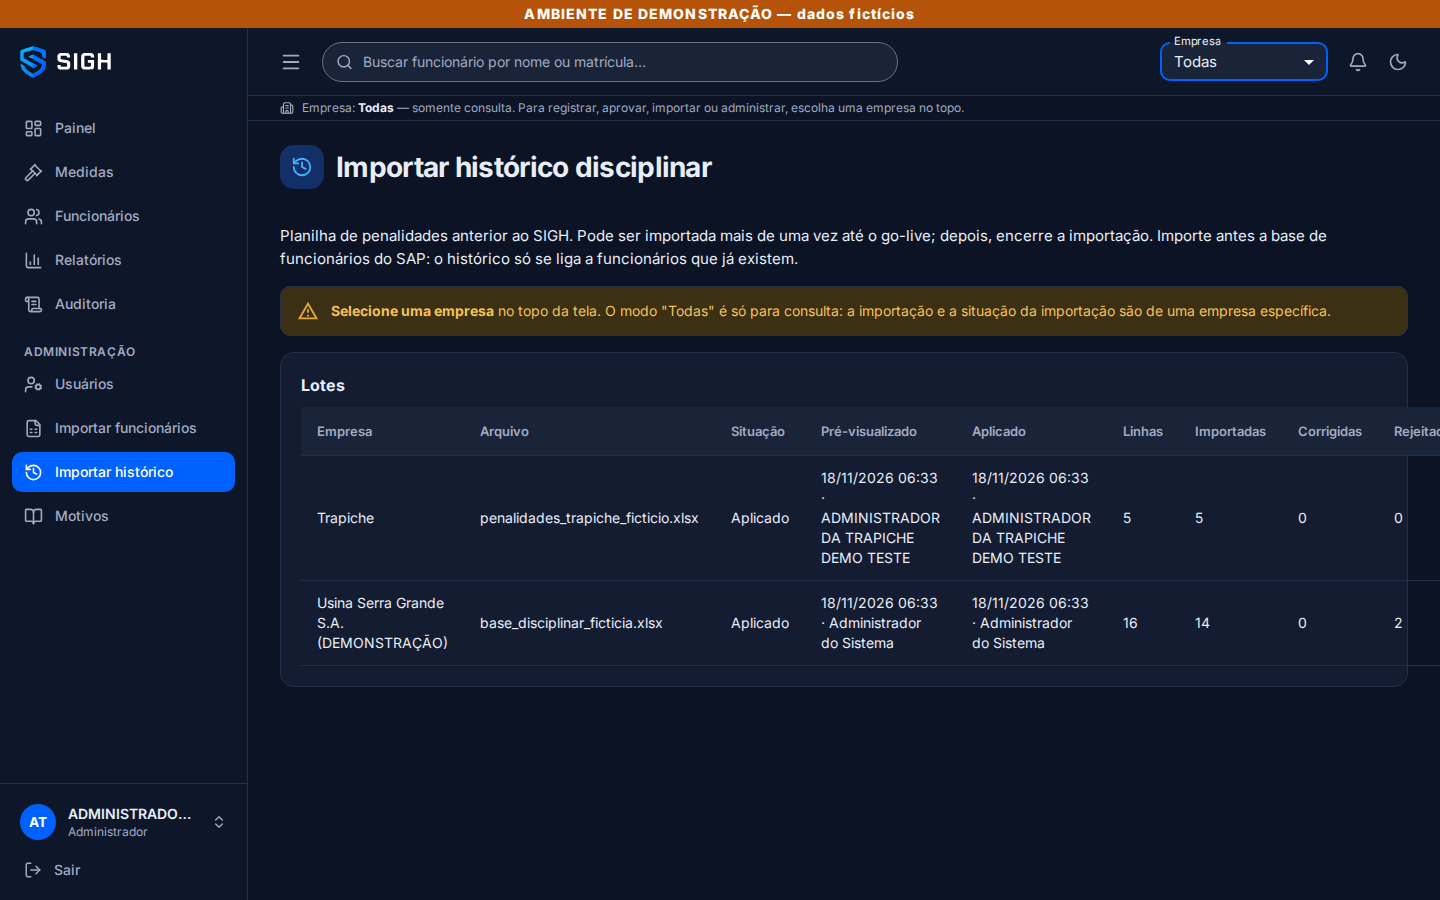 AMBIENTE DE DEMONSTRAÇÃO — dados fictícios
SIGH
Buscar funcionário por nome ou matrícula...
Empresa
Todas
Empresa: Todas — somente consulta. Para registrar, aprovar, importar ou administrar, escolha uma empresa no topo.
Painel
Medidas
Funcionários
Relatórios
Auditoria
ADMINISTRAÇÃO
Usuários
Importar funcionários
Importar histórico
Motivos
ADMINISTRADO...
AT
Administrador
Sair
Importar histórico disciplinar
Planilha de penalidades anterior ao SIGH. Pode ser importada mais de uma vez até o go-live; depois, encerre a importação. Importe antes a base de
funcionários do SAP: o histórico só se liga a funcionários que já existem.
Selecione uma empresa no topo da tela. O modo "Todas" é só para consulta: a importação e a situação da importação são de uma empresa específica.
Lotes
Empresa Arquivo Situação Pré-visualizado Aplicado Linhas Importadas Corrigidas
18/11/2026 06:33 18/11/2026 06:33
· ·
Trapiche penalidades_trapiche_ficticio.xlsx Aplicado ADMINISTRADOR ADMINISTRADOR 5 5 0 0
DA TRAPICHE DA TRAPICHE
DEMO TESTE DEMO TESTE
Usina Serra Grande 18/11/2026 06:33 18/11/2026 06:33
S.A. base_disciplinar_ficticia.xlsx Aplicado · Administrador · Administrador 16 14 0 2
(DEMONSTRAÇÃO) do Sistema do Sistema